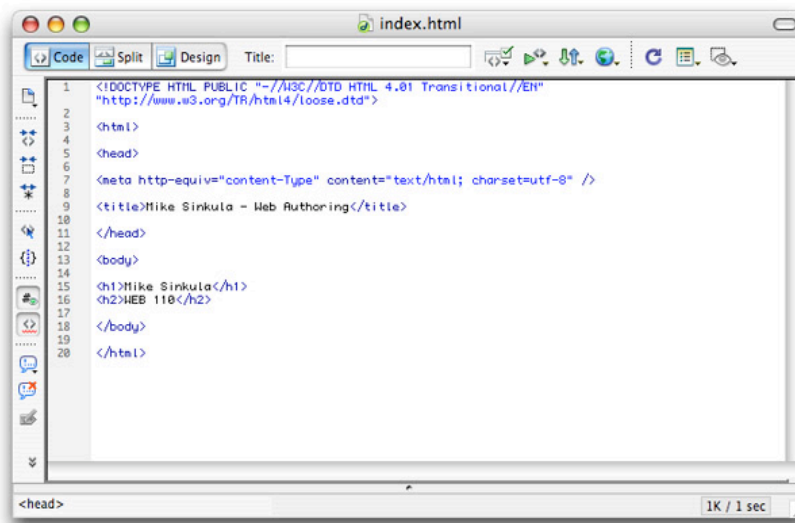 index.html
Code Split Design Title:
1 <!DOCTYPE HTML PUBLIC "-//W3C//DTD HTML 4.01 Transitional//EN"
"http://www.w3.org/TR/html4/loose.dtd">
2
3 <html>
4
5 <head>
6
7 <meta http-equiv="content-Type" content="text/html; charset=utf-8" />
8
9 <title>Mike Sinkula - Web Authoring</title>
10
11 </head>
12
13 <body>
14
15 <h1>Mike Sinkula</h1>
16 <h2>WEB 110</h2>
17
18 </body>
19
20 </html>
<head> 1K / 1 sec